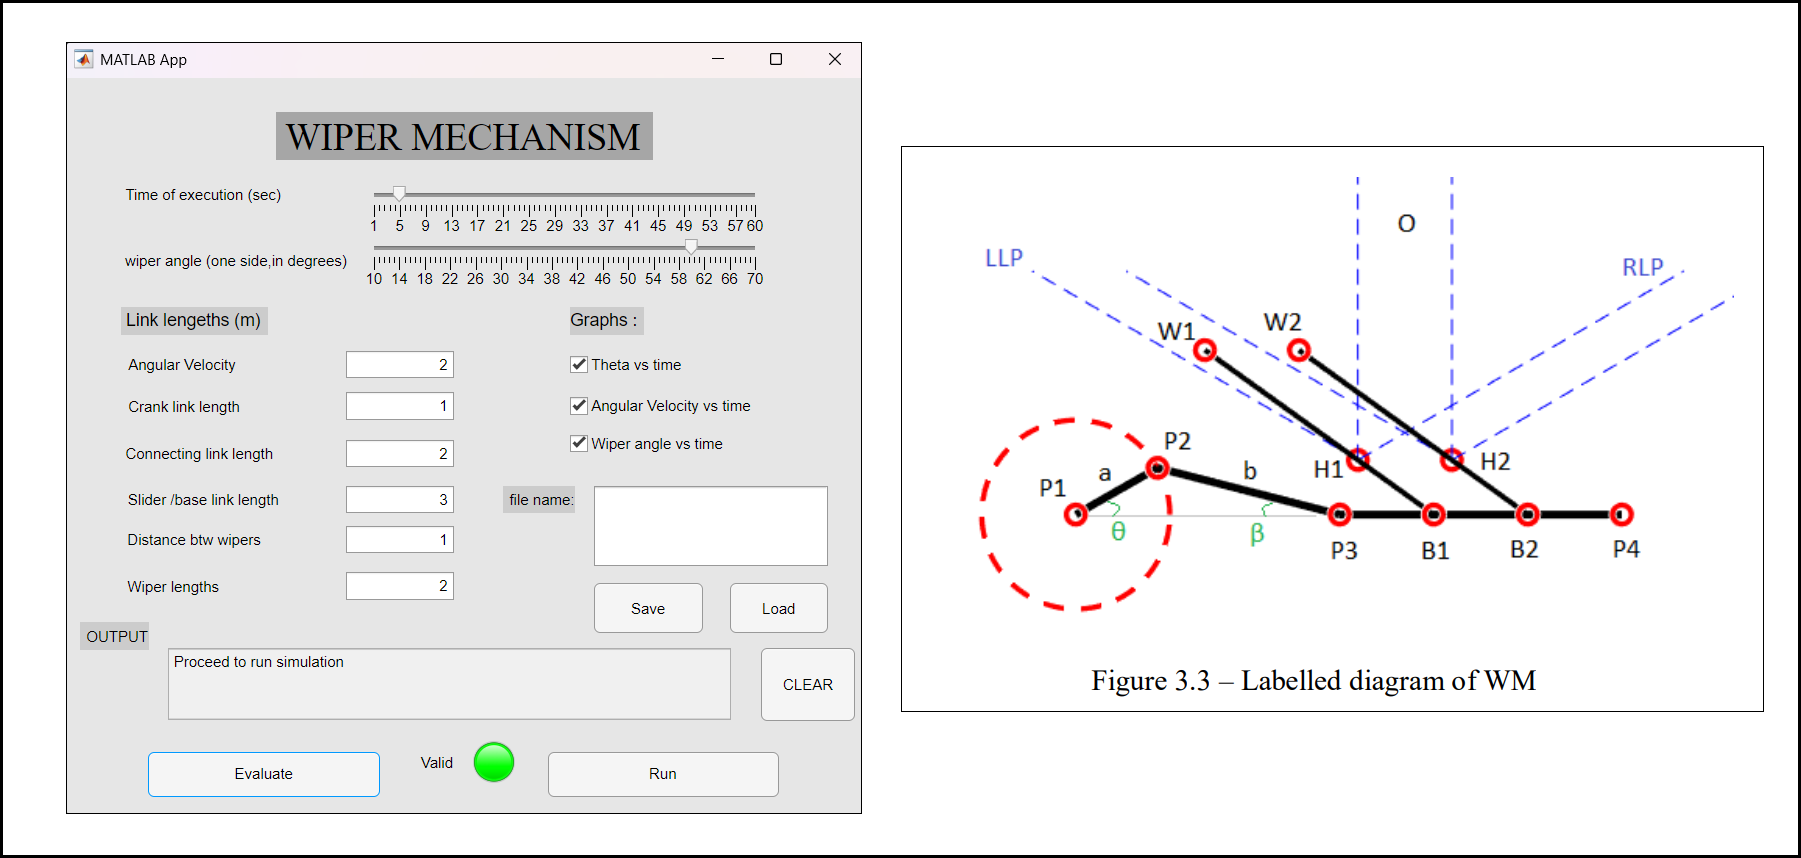 MATLAB App
WIPER MECHANISM
Time of execution (sec)
1 5 9 13 17 21 25 29 33 37 41 45 49 53 57 60
wiper angle (one side,in degrees)
10 14 18 22 26 30 34 38 42 46 50 54 58 62 66 70
Link lengeths (m)
Angular Velocity 2
Crank link length 1
Connecting link length 2
Slider /base link length 3
Distance btw wipers 1
Wiper lengths 2
Graphs :
Theta vs time
Angular Velocity vs time
Wiper angle vs time
file name:
Save Load
OUTPUT
Proceed to run simulation
CLEAR
Evaluate Valid Run
O
LLP RLP
W1 W2
P2
P1 a b H1 H2
θ β
P3 B1 B2 P4
Figure 3.3 – Labelled diagram of WM